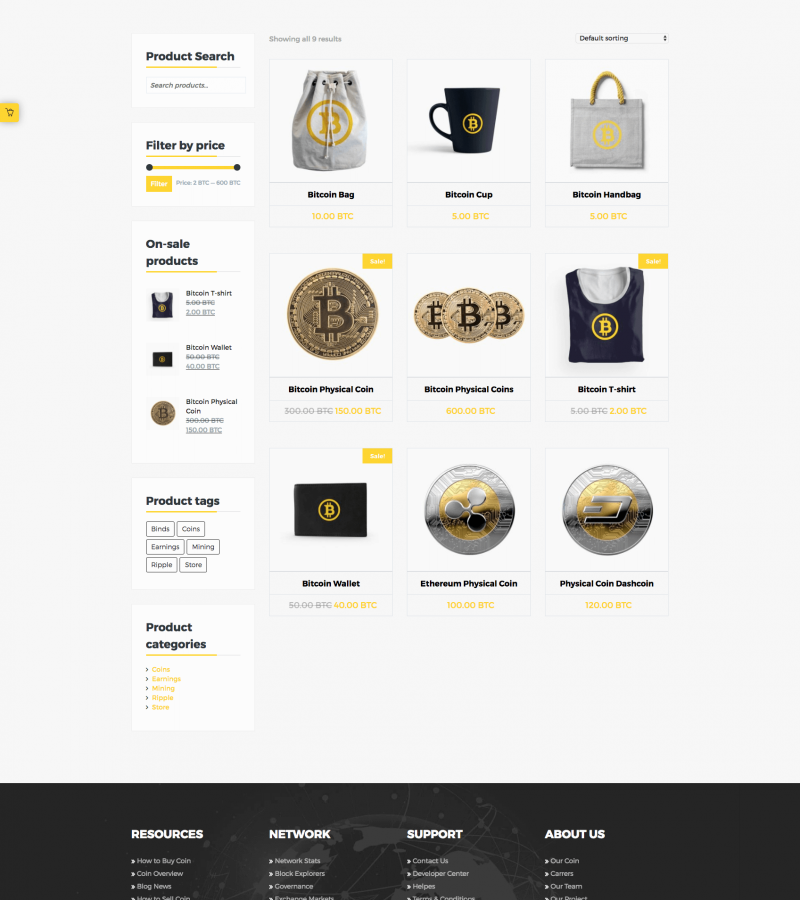 Product Search
Search products…
Filter by price
Filter
Price: 2 BTC — 600 BTC
On-sale
products
Bitcoin T-shirt
5.00 BTC
2.00 BTC
Bitcoin Wallet
50.00 BTC
40.00 BTC
Bitcoin Physical
Coin
300.00 BTC
150.00 BTC
Product tags
Binds Coins
Earnings Mining
Ripple Store
Product
categories
Coins
Earnings
Mining
Ripple
Store
Showing all 9 results
Default sorting
Bitcoin Bag
10.00 BTC
Bitcoin Cup
5.00 BTC
Bitcoin Handbag
5.00 BTC
Sale!
Bitcoin Physical Coin
300.00 BTC 150.00 BTC
Bitcoin Physical Coins
600.00 BTC
Sale!
Bitcoin T-shirt
5.00 BTC 2.00 BTC
Sale!
Bitcoin Wallet
50.00 BTC 40.00 BTC
Ethereum Physical Coin
100.00 BTC
Physical Coin Dashcoin
120.00 BTC
RESOURCES
» How to Buy Coin
» Coin Overview
» Blog News
» How to Sell Coin
NETWORK
» Network Stats
» Block Explorers
» Governance
» Exchange Markets
SUPPORT
» Contact Us
» Developer Center
» Helpes
» Terms & Conditions
ABOUT US
» Our Coin
» Carrers
» Our Team
» Our Project